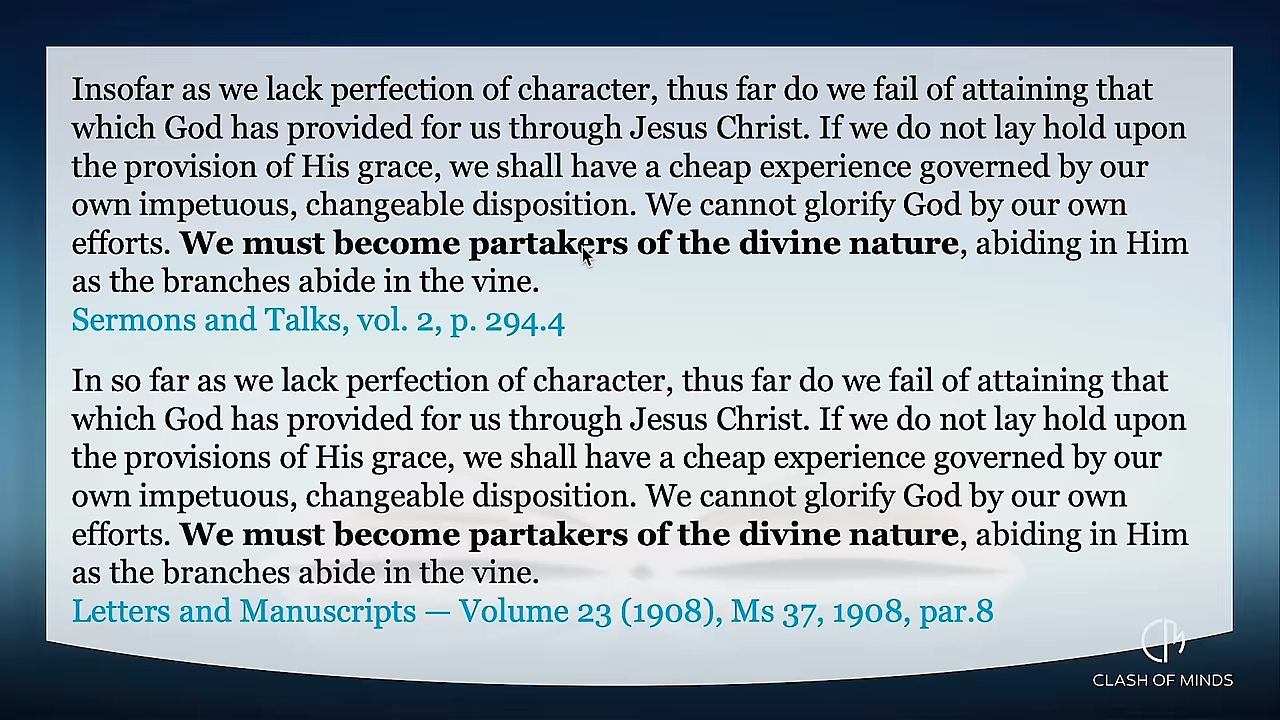 Insofar as we lack perfection of character, thus far do we fail of attaining that
which God has provided for us through Jesus Christ. If we do not lay hold upon
the provision of His grace, we shall have a cheap experience governed by our
own impetuous, changeable disposition. We cannot glorify God by our own
efforts. We must become partakers of the divine nature, abiding in Him
as the branches abide in the vine.
Sermons and Talks, vol. 2, p. 294.4
In so far as we lack perfection of character, thus far do we fail of attaining that
which God has provided for us through Jesus Christ. If we do not lay hold upon
the provisions of His grace, we shall have a cheap experience governed by our
own impetuous, changeable disposition. We cannot glorify God by our own
efforts. We must become partakers of the divine nature, abiding in Him
as the branches abide in the vine.
Letters and Manuscripts — Volume 23 (1908), Ms 37, 1908, par.8
CLASH OF MINDS